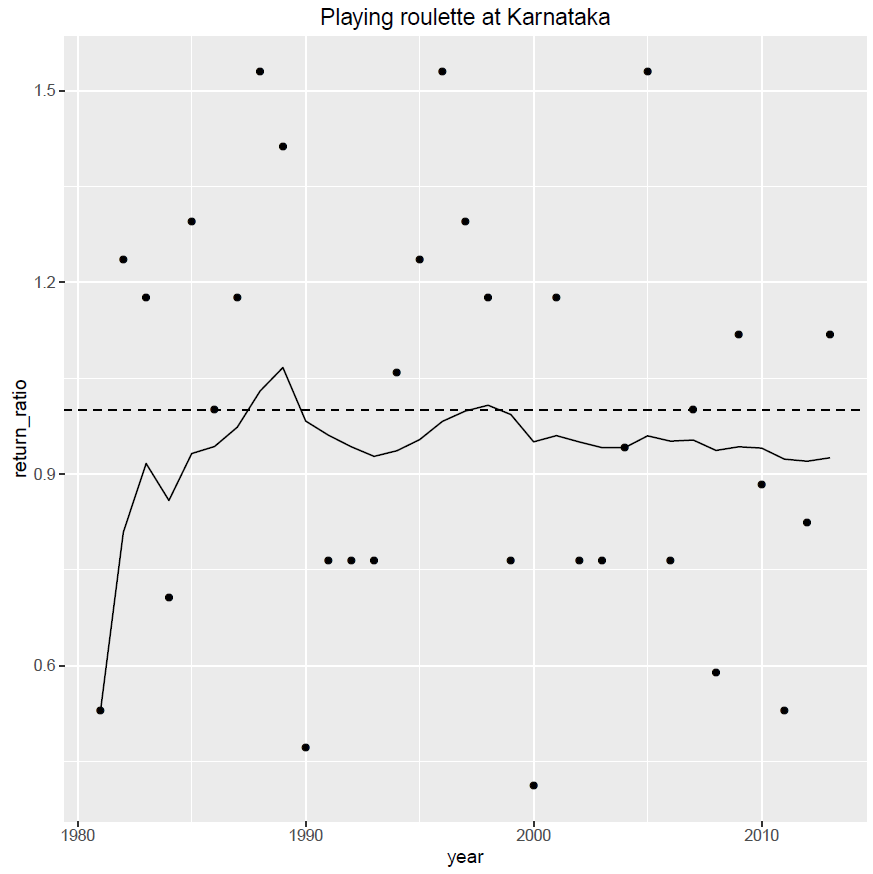 Playing roulette at Karnataka
return_ratio
1.5
1.2
0.9
0.6
1980 1990 2000 2010
year